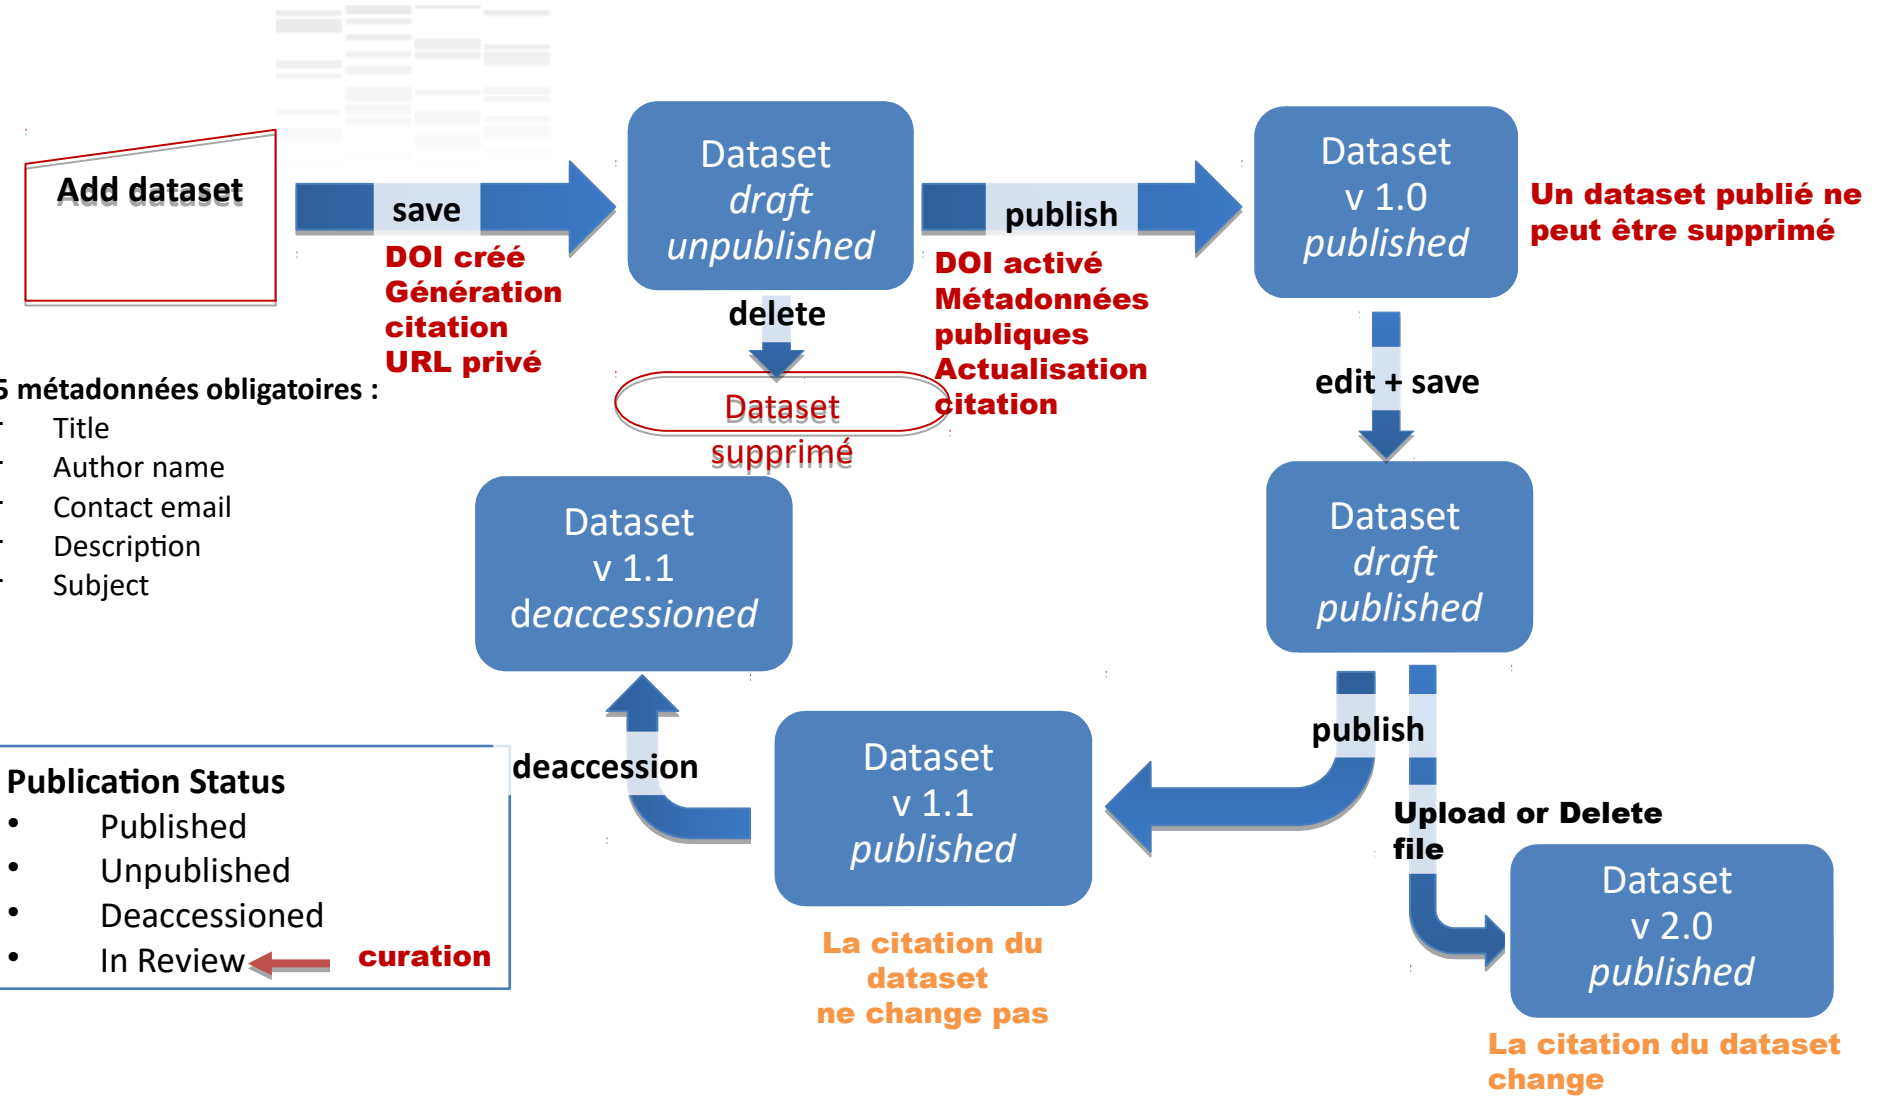 Add dataset
save
DOI créé
Génération
citation
URL privé
Dataset
draft
unpublished
publish
DOI activé
Métadonnées
publiques
Actualisation
citation
Dataset
v 1.0
published
Un dataset publié ne
peut être supprimé
delete
Dataset
supprimé
edit + save
5 métadonnées obligatoires :
- Title
- Author name
- Contact email
- Description
- Subject
Dataset
draft
published
Dataset
v 1.1
deaccessioned
publish
Upload or Delete
file
deaccession
Dataset
v 1.1
published
La citation du
dataset
ne change pas
Dataset
v 2.0
published
La citation du dataset
change
Publication Status
• Published
• Unpublished
• Deaccessioned
• In Review
curation